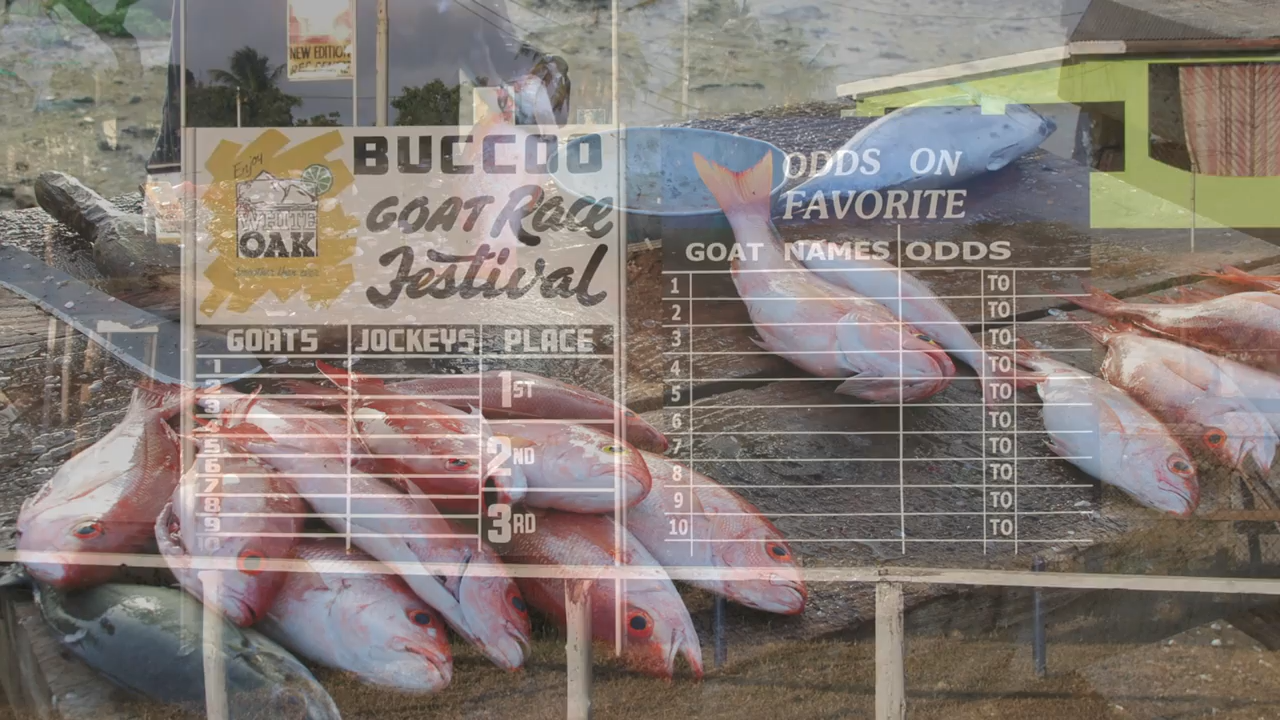 NEW EDITION
BUCCOO
GOAT Race
Festival
Enjoy
WHITE
OAK
GOATS JOCKEYS PLACE
1
2
3
4
5
6
7
8
9
10
1ST
2ND
3RD
ODDS ON
FAVORITE
GOAT NAMES ODDS
1 TO
2 TO
3 TO
4 TO
5 TO
6 TO
7 TO
8 TO
9 TO
10 TO